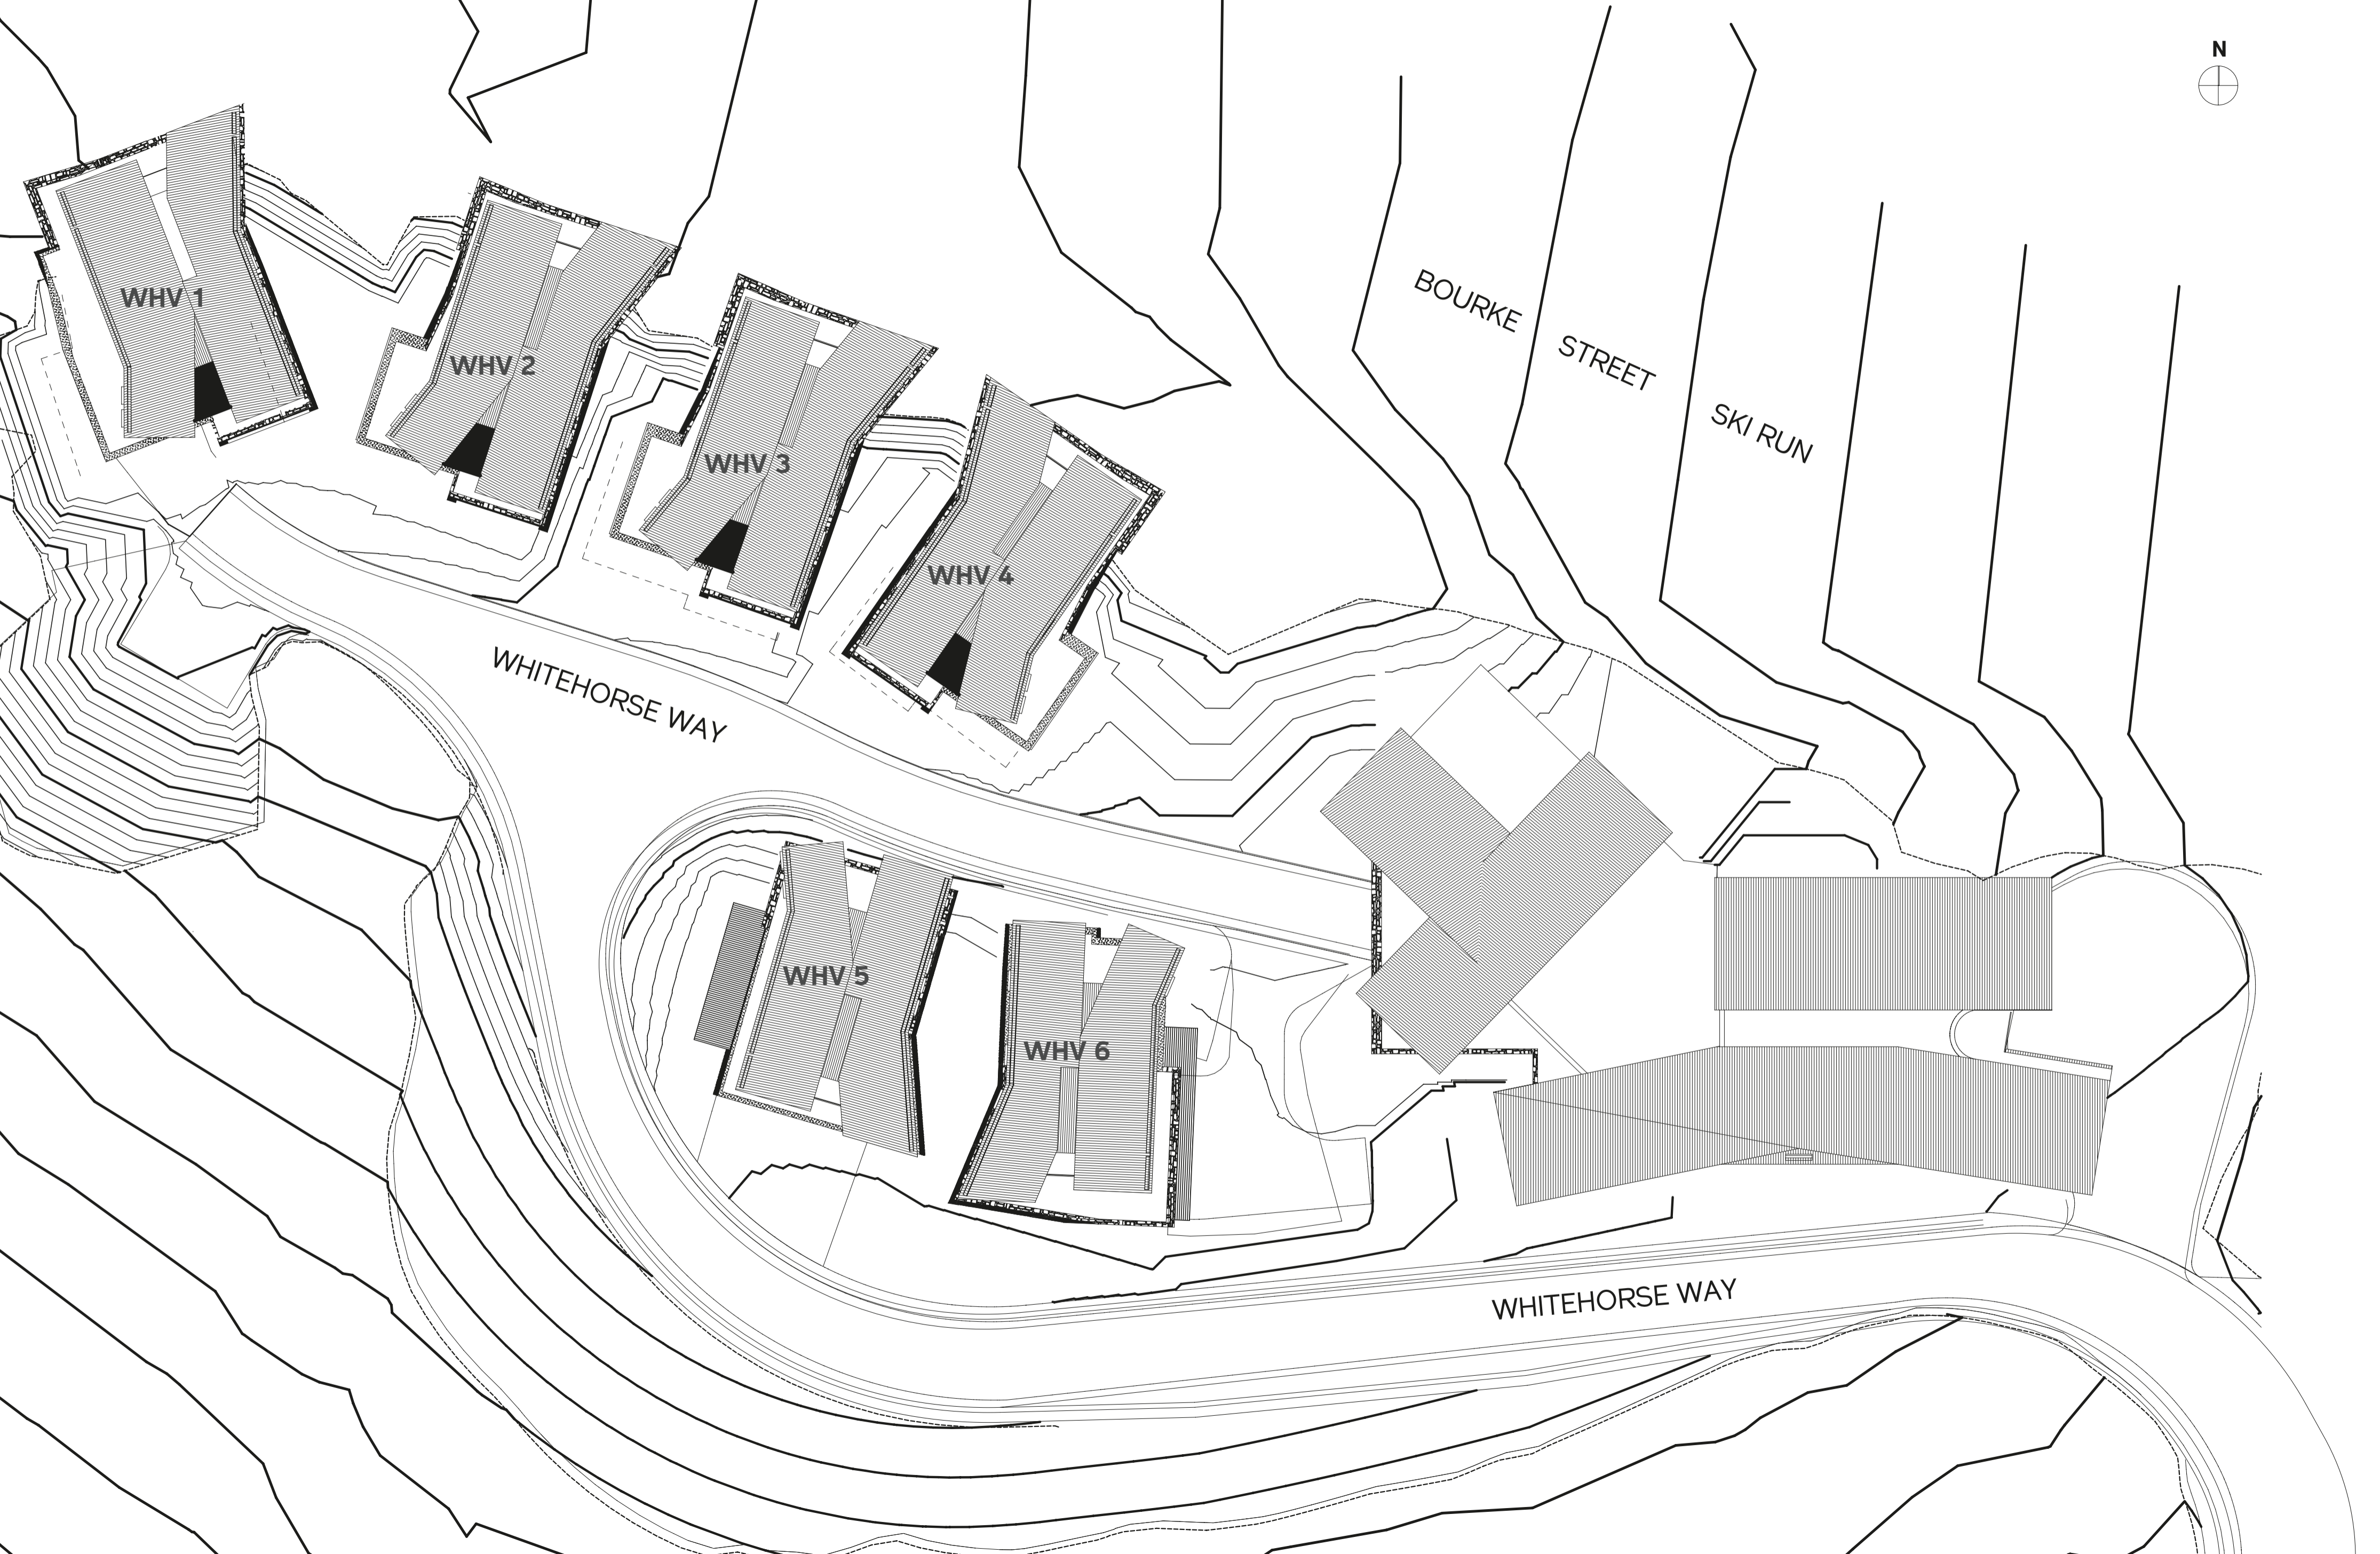 N
BOURKE STREET SKI RUN
WHV 1
WHV 2
WHV 3
WHV 4
WHITEHORSE WAY
WHV 5
WHV 6
WHITEHORSE WAY